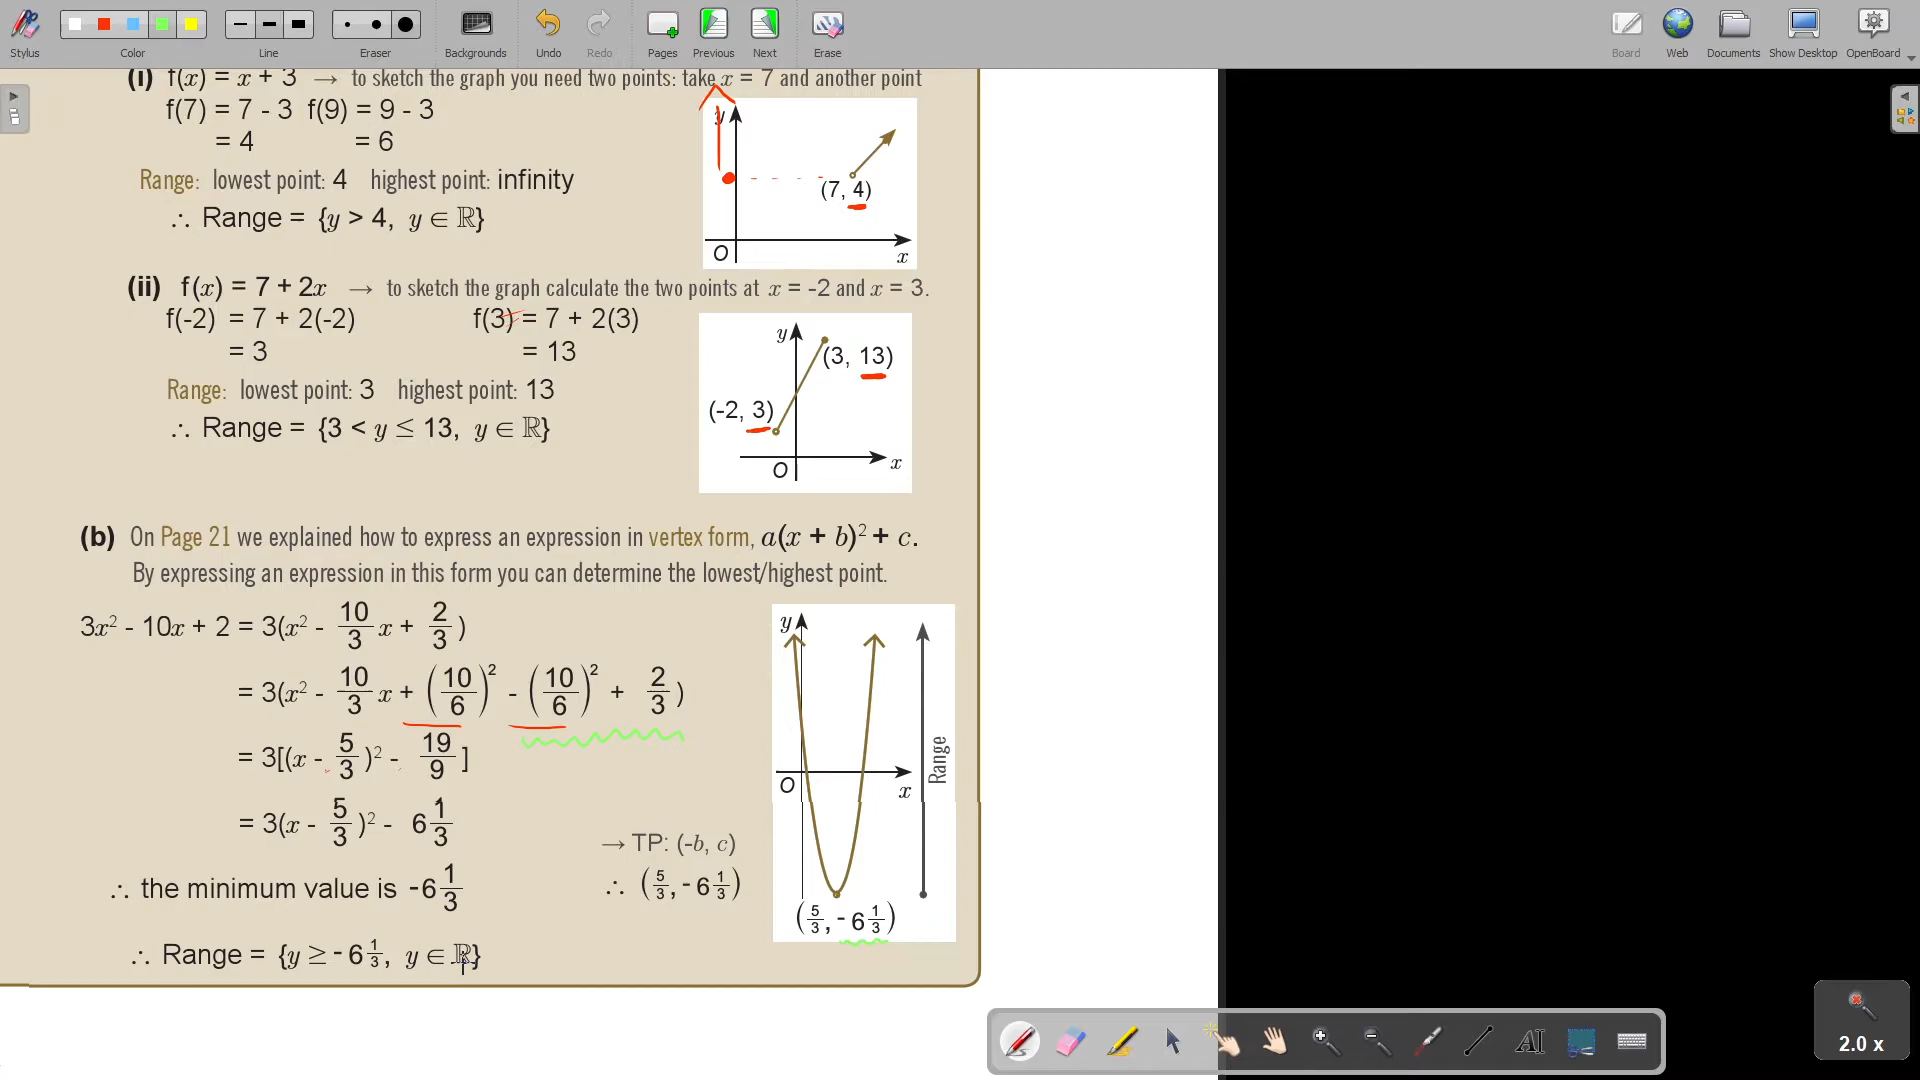 Stylus Color Line Eraser Backgrounds Undo Redo Pages Previous Next Erase Board Web Documents Show Desktop OpenBoard
(i) f(x) = x + 3 → to sketch the graph you need two points: take x = 7 and another point
f(7) = 7 - 3 f(9) = 9 - 3
= 4 = 6
Range: lowest point: 4 highest point: infinity
∴ Range = {y > 4, y ∈ ℝ}
y
(7, 4)
O
x
(ii) f(x) = 7 + 2x → to sketch the graph calculate the two points at x = -2 and x = 3.
f(-2) = 7 + 2(-2) f(3) = 7 + 2(3)
= 3 = 13
Range: lowest point: 3 highest point: 13
∴ Range = {3 < y ≤ 13, y ∈ ℝ}
y
(3, 13)
(-2, 3)
O
x
(b) On Page 21 we explained how to express an expression in vertex form, a(x + b)² + c.
By expressing an expression in this form you can determine the lowest/highest point.
3x² - 10x + 2 = 3(x² - 10/3 x + 2/3)
= 3(x² - 10/3 x + (10/6)² - (10/6)² + 2/3)
= 3[(x - 5/3)² - 19/9]
= 3(x - 5/3)² - 6 1/3
→ TP: (-b, c)
∴ the minimum value is -6 1/3
∴ (5/3, - 6 1/3)
∴ Range = {y ≥ - 6 1/3, y ∈ ℝ}
y
O
x
Range
(5/3, - 6 1/3)
AI
2.0 x